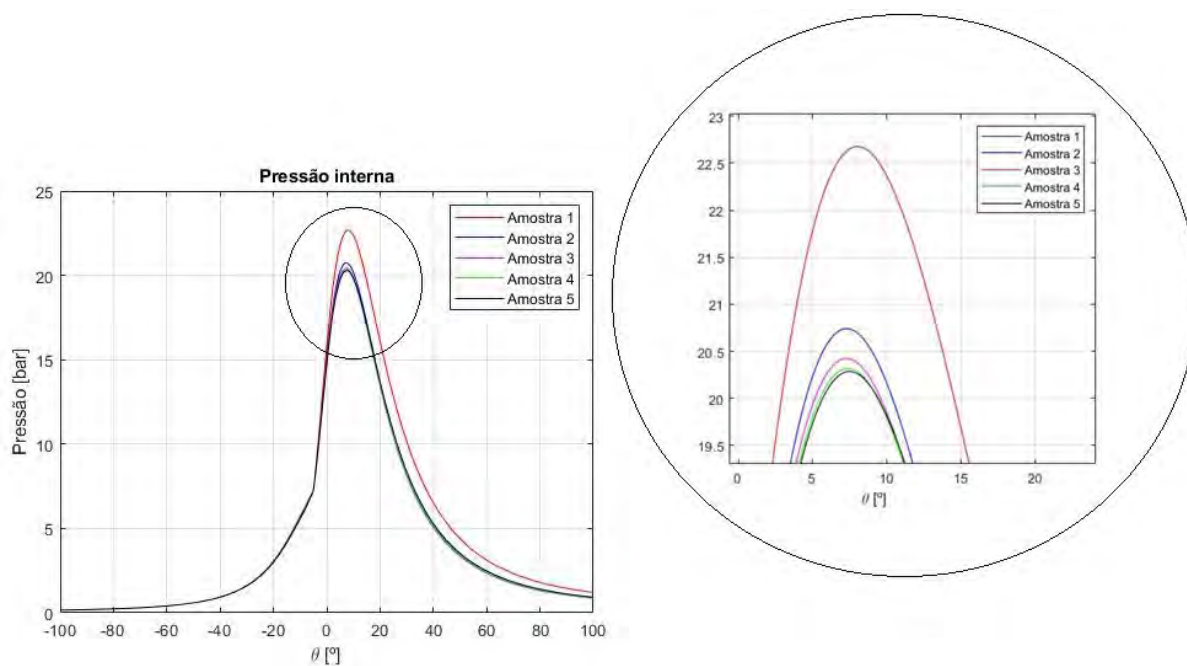 Pressão interna
25
20
15
10
5
0
Pressão [bar]
-100 -80 -60 -40 -20 0 20 40 60 80 100
θ [º]
Amostra 1
Amostra 2
Amostra 3
Amostra 4
Amostra 5
23
22.5
22
21.5
21
20.5
20
19.5
0 5 10 15 20
θ [º]
Amostra 1
Amostra 2
Amostra 3
Amostra 4
Amostra 5